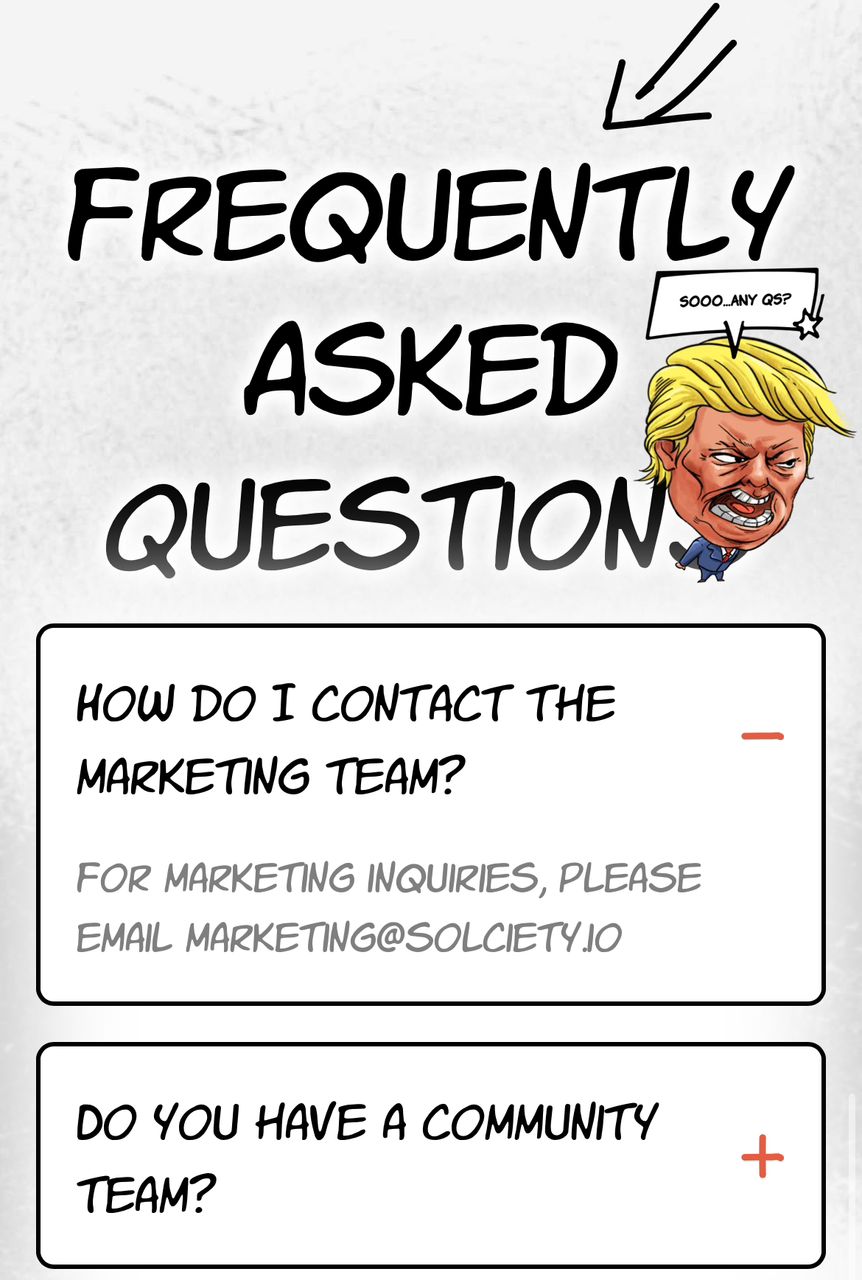 FREQUENTLY
SOOO...ANY QS?
ASKED
QUESTION
HOW DO I CONTACT THE
MARKETING TEAM?
FOR MARKETING INQUIRIES, PLEASE
EMAIL MARKETING@SOLCIETY.IO
DO YOU HAVE A COMMUNITY
TEAM?